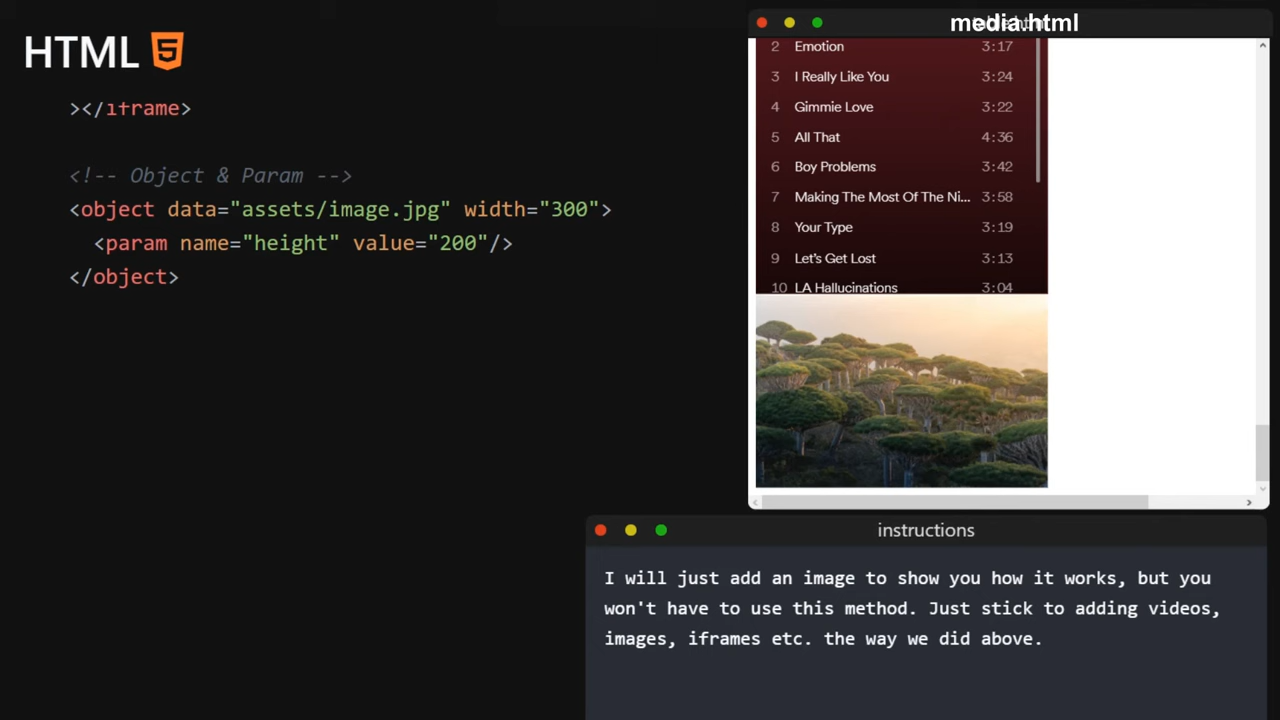 HTML 5
></iframe>
<!-- Object & Param -->
<object data="assets/image.jpg" width="300">
<param name="height" value="200"/>
</object>
media.html
2 Emotion 3:17
3 I Really Like You 3:24
4 Gimmie Love 3:22
5 All That 4:36
6 Boy Problems 3:42
7 Making The Most Of The Ni... 3:58
8 Your Type 3:19
9 Let's Get Lost 3:13
10 LA Hallucinations 3:04
instructions
I will just add an image to show you how it works, but you
won't have to use this method. Just stick to adding videos,
images, iframes etc. the way we did above.